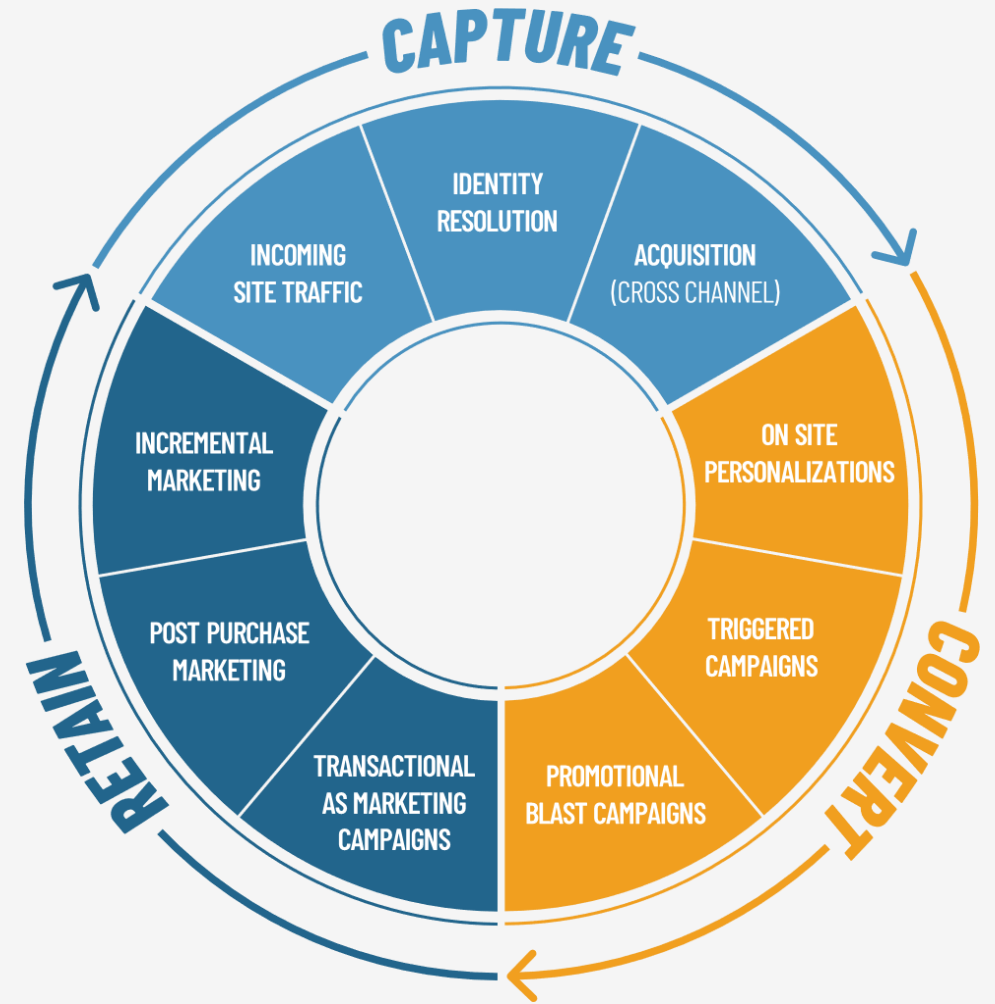 CAPTURE
INCOMING
SITE TRAFFIC
IDENTITY
RESOLUTION
ACQUISITION
(CROSS CHANNEL)
CONVERT
ON SITE
PERSONALIZATIONS
TRIGGERED
CAMPAIGNS
PROMOTIONAL
BLAST CAMPAIGNS
RETAIN
TRANSACTIONAL
AS MARKETING
CAMPAIGNS
POST PURCHASE
MARKETING
INCREMENTAL
MARKETING